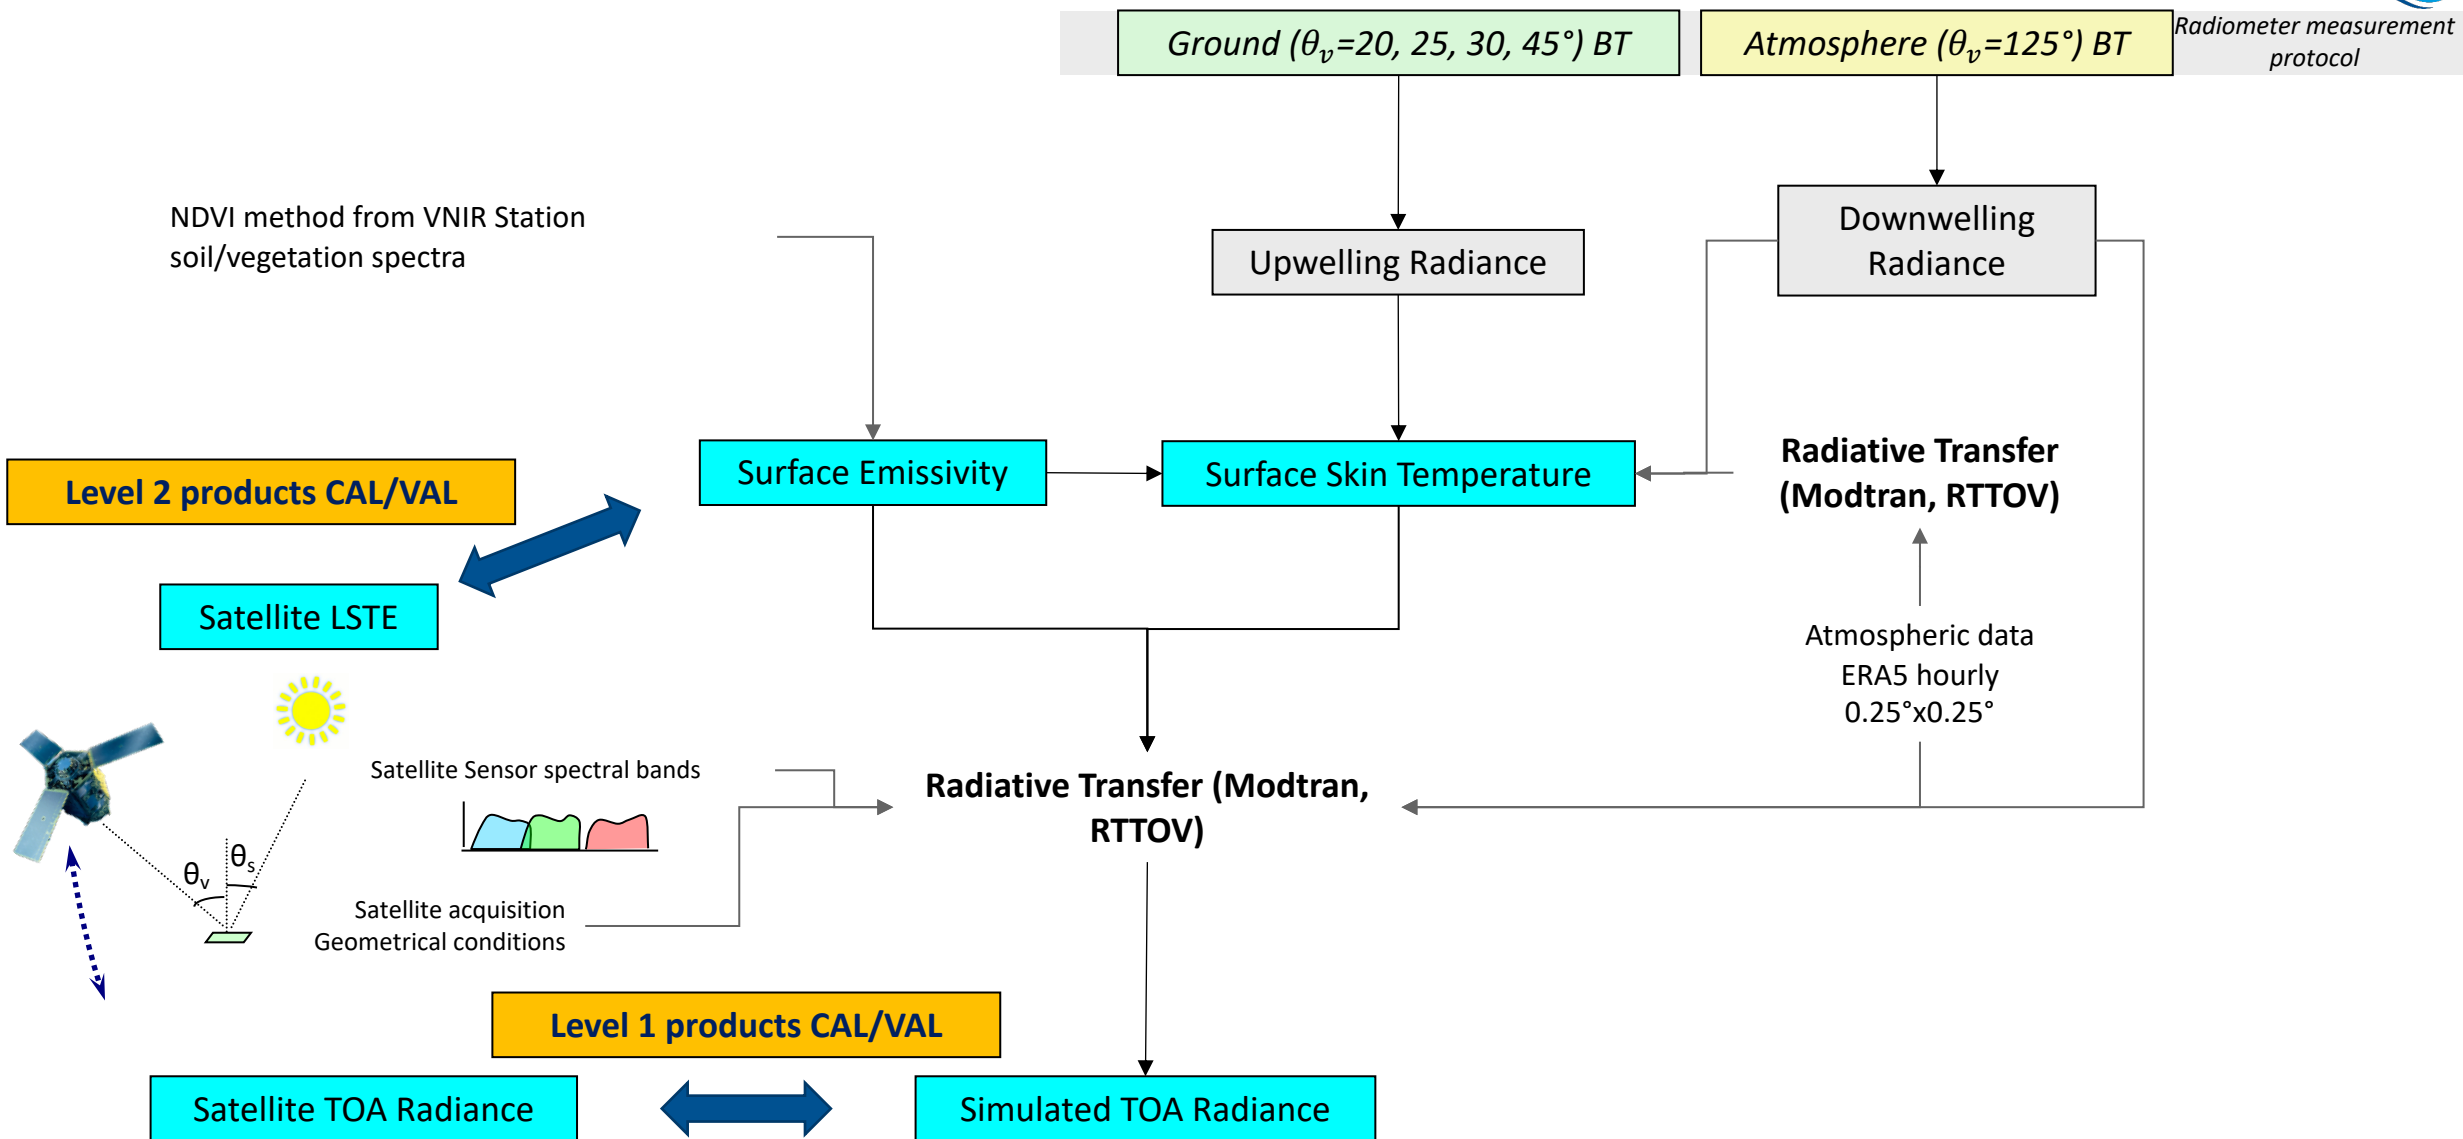 Ground (θᵥ=20, 25, 30, 45°) BT
Atmosphere (θᵥ=125°) BT
Radiometer measurement
protocol
NDVI method from VNIR Station
soil/vegetation spectra
Upwelling Radiance
Downwelling
Radiance
Surface Emissivity
Surface Skin Temperature
Radiative Transfer
(Modtran, RTTOV)
Level 2 products CAL/VAL
Satellite LSTE
Atmospheric data
ERA5 hourly
0.25°x0.25°
Satellite Sensor spectral bands
Radiative Transfer (Modtran,
RTTOV)
θᵥ
θₛ
Satellite acquisition
Geometrical conditions
Level 1 products CAL/VAL
Satellite TOA Radiance
Simulated TOA Radiance